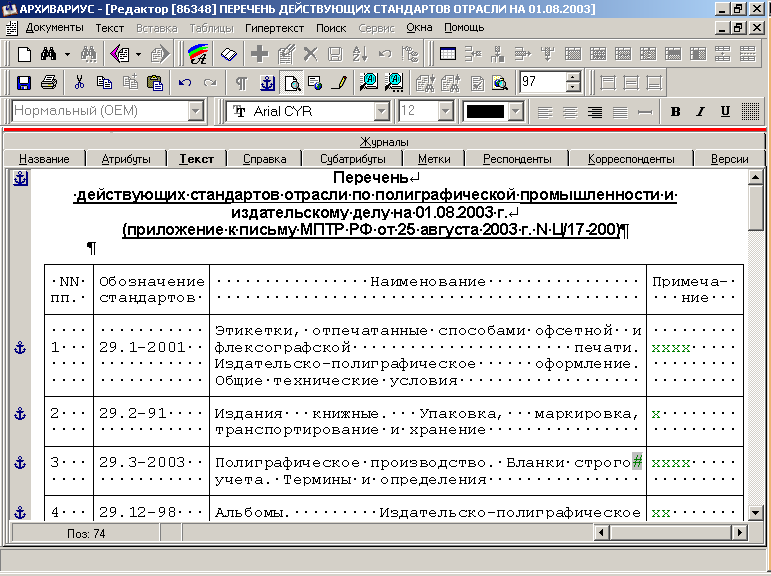 АРХИВАРИУС - [Редактор [86348] ПЕРЕЧЕНЬ ДЕЙСТВУЮЩИХ СТАНДАРТОВ ОТРАСЛИ НА 01.08.2003]
Документы Текст Вставка Таблицы Гипертекст Поиск Сервис Окна Помощь
97
Нормальный (OEM) Arial CYR 12 B I U
Журналы
Название Атрибуты Текст Справка Субатрибуты Метки Респонденты Корреспонденты Версии
Перечень↵
·действующих·стандартов·отрасли·по·полиграфической·промышленности·и·
издательскому·делу·на·01.08.2003·г.↵
(приложение·к·письму·МПТР·РФ·от·25·августа·2003·г.·N·Ц/17-200)¶
¶
NN Обозначение Наименование Примеча-
пп. стандартов ние
Этикетки, отпечатанные способами офсетной и
1 29.1-2001 флексографской печати. xxxx
Издательско-полиграфическое оформление.
Общие технические условия
2 29.2-91 Издания книжные. Упаковка, маркировка, x
транспортирование и хранение
3 29.3-2003 Полиграфическое производство. Бланки строго# xxxx
учета. Термины и определения
4 29.12-98 Альбомы. Издательско-полиграфическое xx
Поз: 74